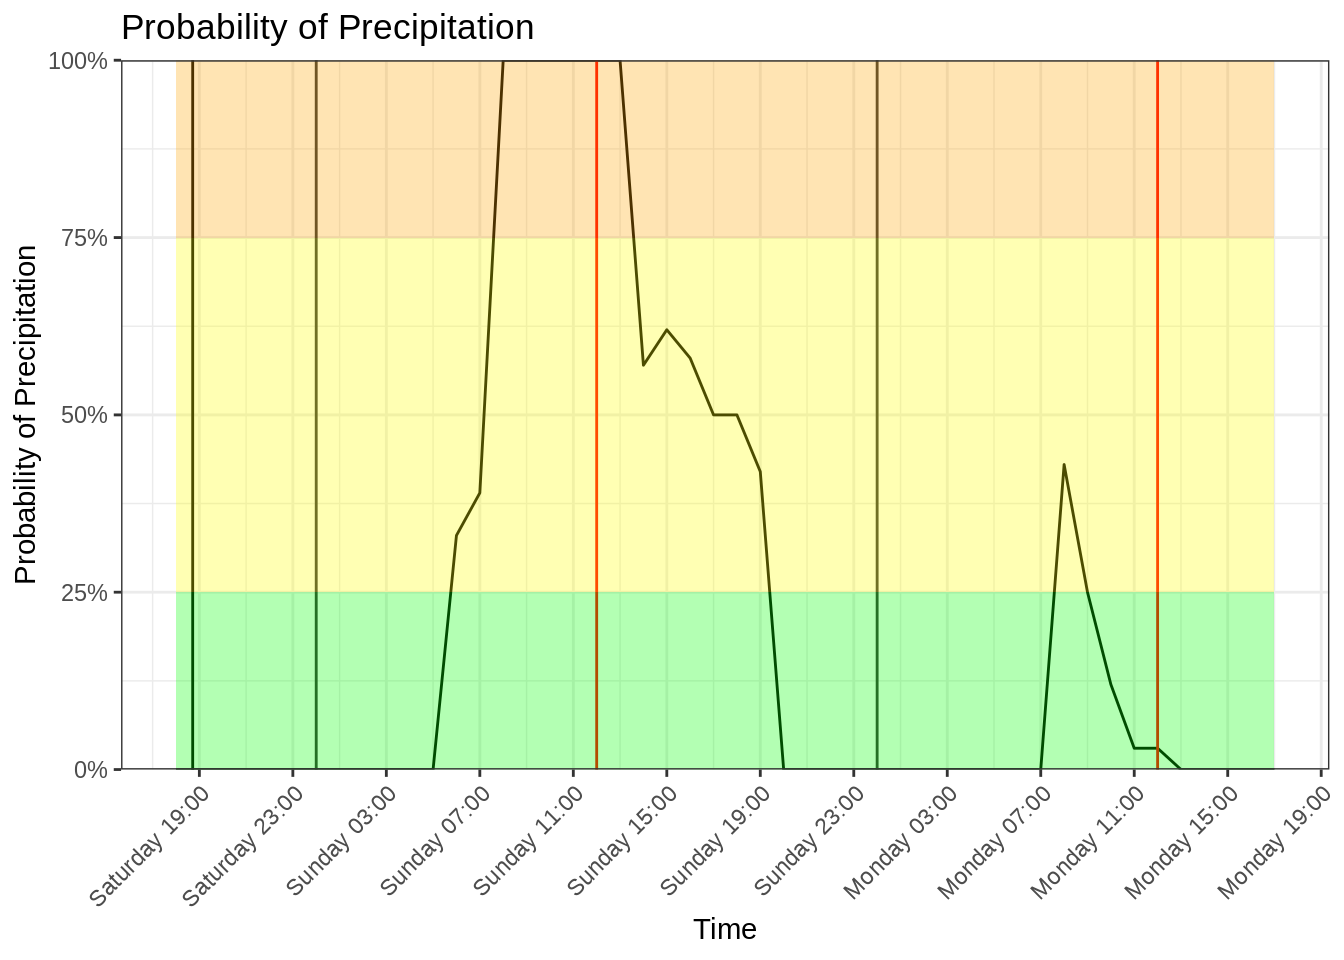 Probability of Precipitation
Probability of Precipitation
100%
75%
50%
25%
0%
Saturday 19:00
Saturday 23:00
Sunday 03:00
Sunday 07:00
Sunday 11:00
Sunday 15:00
Sunday 19:00
Sunday 23:00
Monday 03:00
Monday 07:00
Monday 11:00
Monday 15:00
Monday 19:00
Time